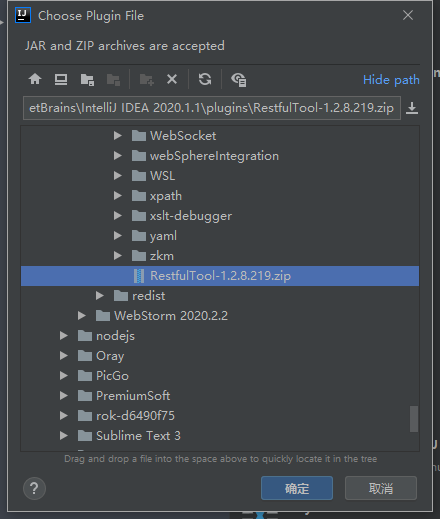 Choose Plugin File
JAR and ZIP archives are accepted
Hide path
etBrains\IntelliJ IDEA 2020.1.1\plugins\RestfulTool-1.2.8.219.zip
WebSocket
webSphereIntegration
WSL
xpath
xslt-debugger
yaml
zkm
RestfulTool-1.2.8.219.zip
redist
WebStorm 2020.2.2
nodejs
Oray
PicGo
PremiumSoft
rok-d6490f75
Sublime Text 3
Drag and drop a file into the space above to quickly locate it in the tree
?
确定
取消